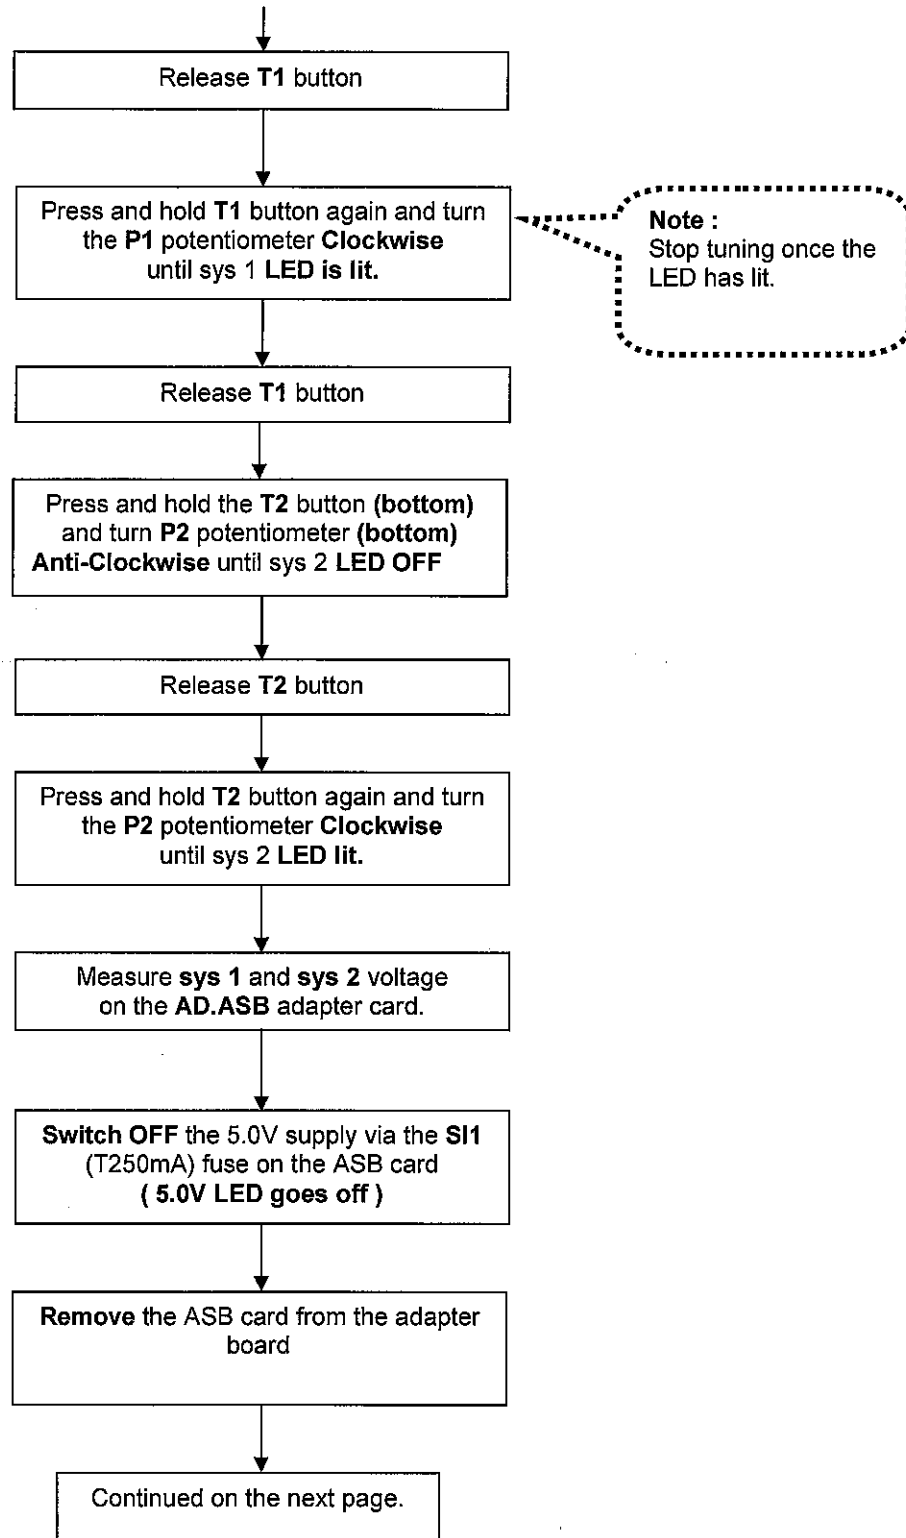 Release T1 button
Press and hold T1 button again and turn
the P1 potentiometer Clockwise
until sys 1 LED is lit.
Note :
Stop tuning once the
LED has lit.
Release T1 button
Press and hold the T2 button (bottom)
and turn P2 potentiometer (bottom)
Anti-Clockwise until sys 2 LED OFF
Release T2 button
Press and hold T2 button again and turn
the P2 potentiometer Clockwise
until sys 2 LED lit.
Measure sys 1 and sys 2 voltage
on the AD.ASB adapter card.
Switch OFF the 5.0V supply via the SI1
(T250mA) fuse on the ASB card
( 5.0V LED goes off )
Remove the ASB card from the adapter
board
Continued on the next page.